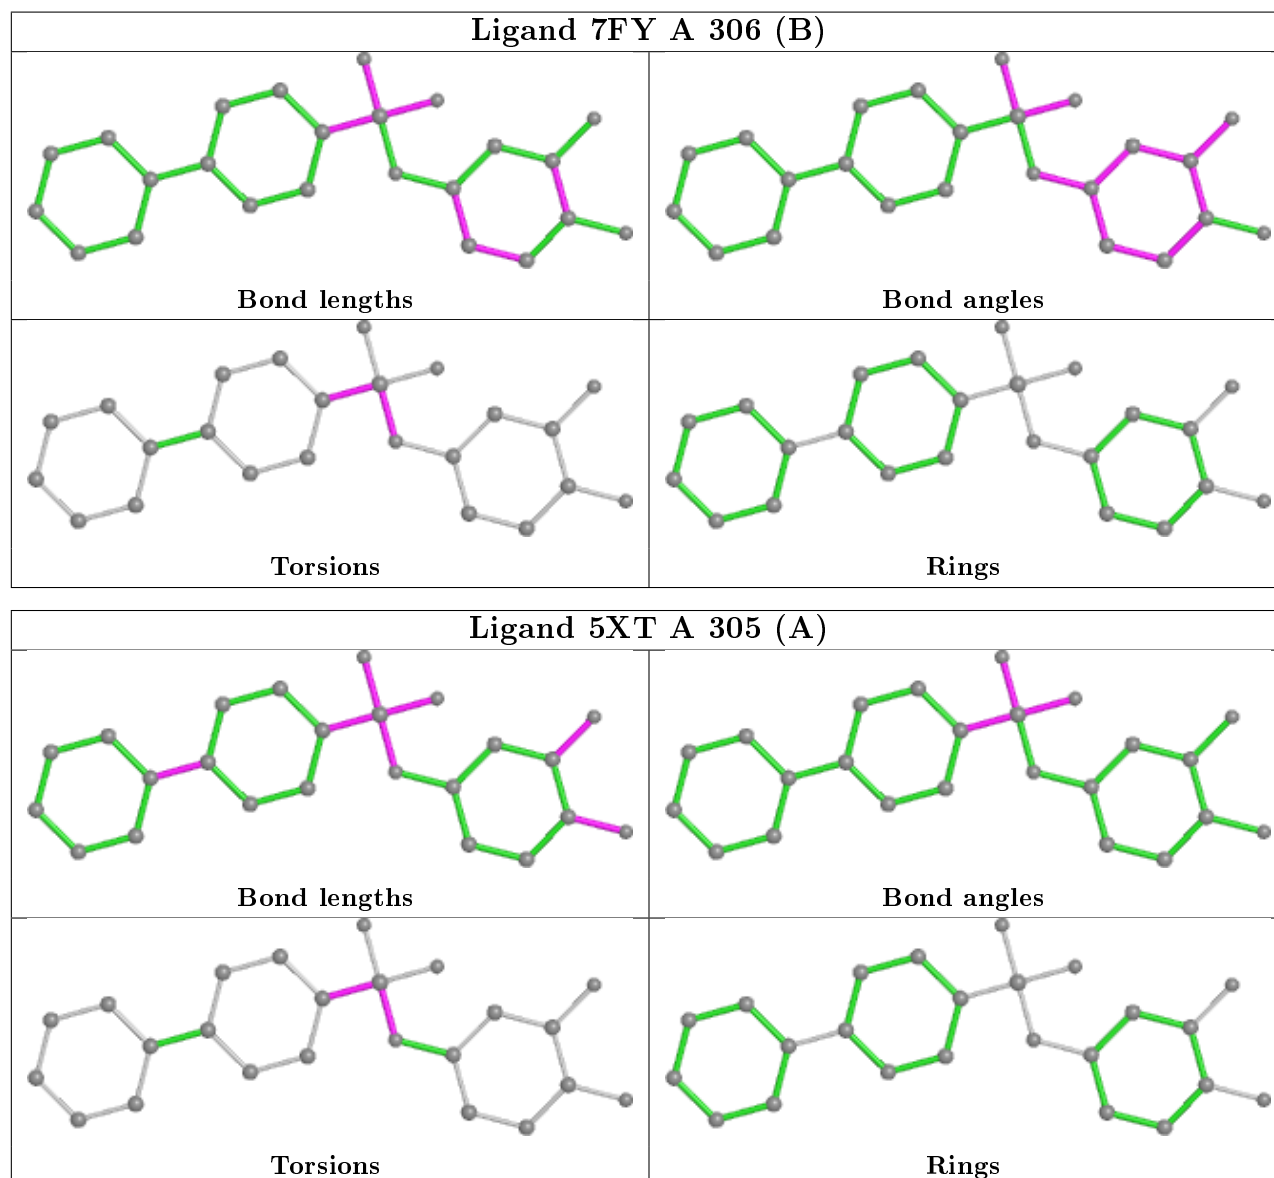 Ligand 7FY A 306 (B)
Bond lengths
Bond angles
Torsions
Rings
Ligand 5XT A 305 (A)
Bond lengths
Bond angles
Torsions
Rings